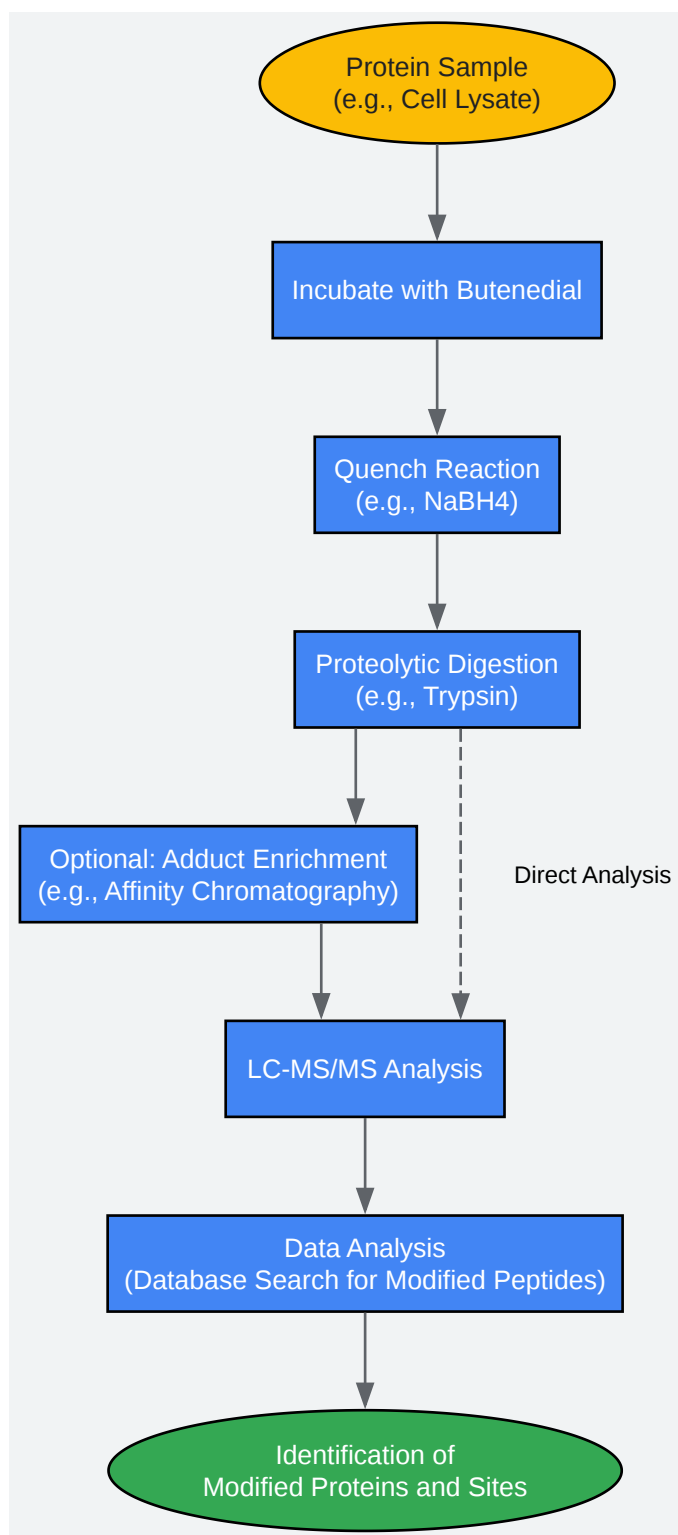 Protein Sample
(e.g., Cell Lysate)
Incubate with Butenedial
Quench Reaction
(e.g., NaBH4)
Proteolytic Digestion
(e.g., Trypsin)
Optional: Adduct Enrichment
(e.g., Affinity Chromatography)
Direct Analysis
LC-MS/MS Analysis
Data Analysis
(Database Search for Modified Peptides)
Identification of
Modified Proteins and Sites